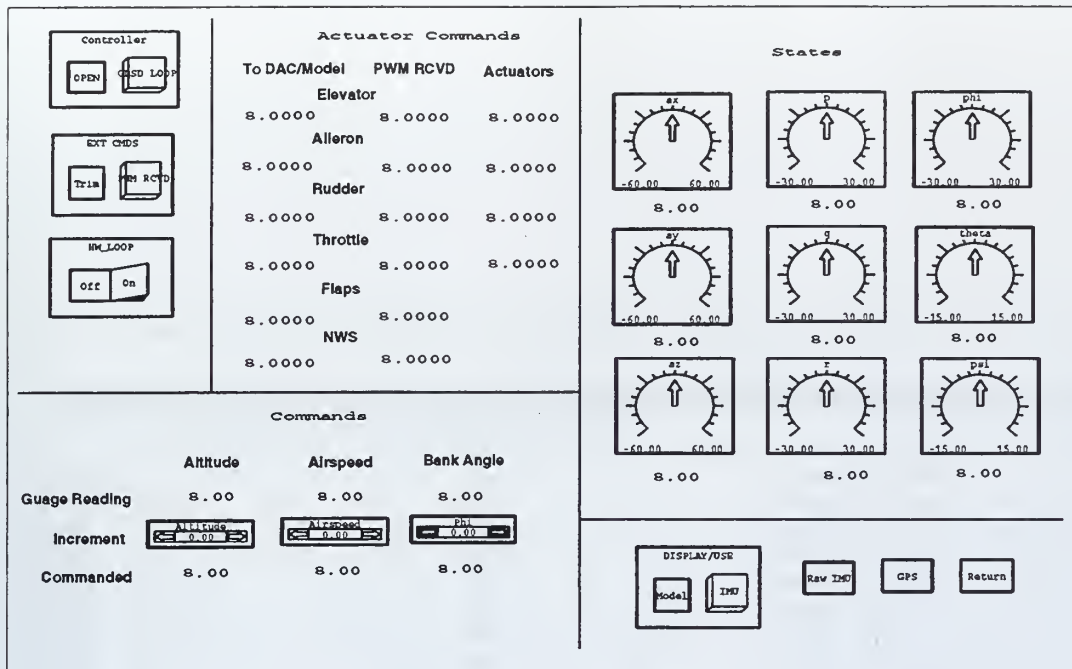 Controller
OPEN CLSD LOOP
EXT CMDS
Trim PWM RCVD
HW_LOOP
Off On
Actuator Commands
To DAC/Model PWM RCVD Actuators
Elevator
8.0000 8.0000 8.0000
Aileron
8.0000 8.0000 8.0000
Rudder
8.0000 8.0000 8.0000
Throttle
8.0000 8.0000 8.0000
Flaps
8.0000 8.0000
NWS
8.0000 8.0000
States
ax p phi
-60.00 60.00 -30.00 30.00 -30.00 30.00
8.00 8.00 8.00
ay q theta
-60.00 60.00 -30.00 30.00 -15.00 15.00
8.00 8.00 8.00
az r psi
-60.00 60.00 -30.00 30.00 -15.00 15.00
8.00 8.00 8.00
Commands
Altitude Airspeed Bank Angle
Guage Reading 8.00 8.00 8.00
Altitude Airspeed Phi
Increment 0.00 0.00 0.00
Commanded 8.00 8.00 8.00
DISPLAY/USE
Model IMU
Raw IMU GPS Return